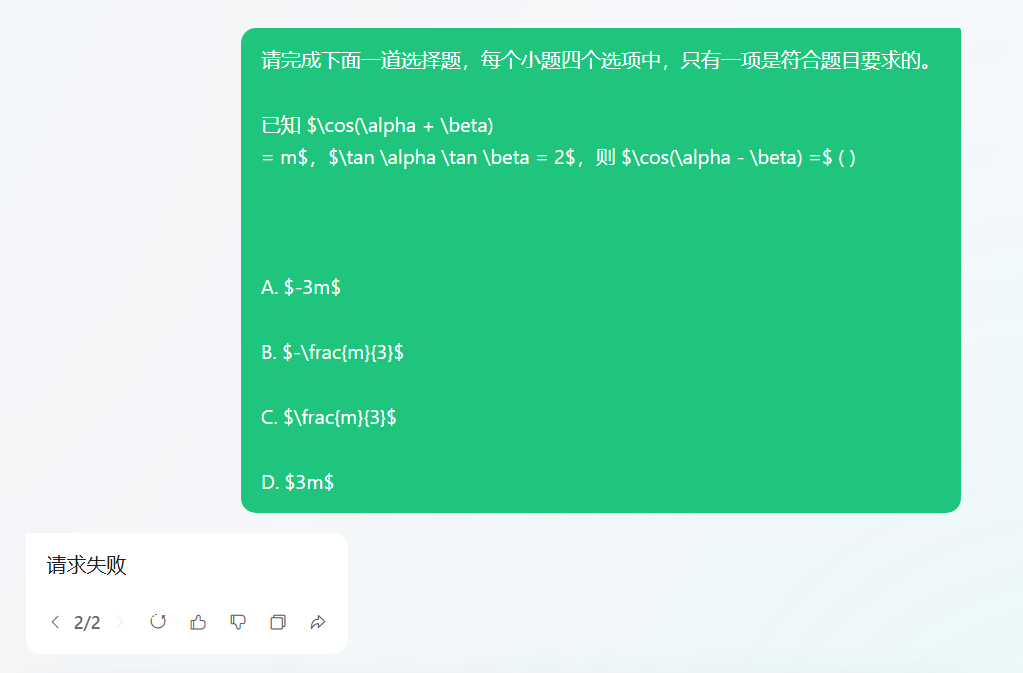 请完成下面一道选择题，每个小题四个选项中，只有一项是符合题目要求的。
已知 $\cos(\alpha + \beta)
= m$，$\tan \alpha \tan \beta = 2$，则 $\cos(\alpha - \beta) =$ ( )
A. $-3m$
B. $-\frac{m}{3}$
C. $\frac{m}{3}$
D. $3m$
请求失败
2/2